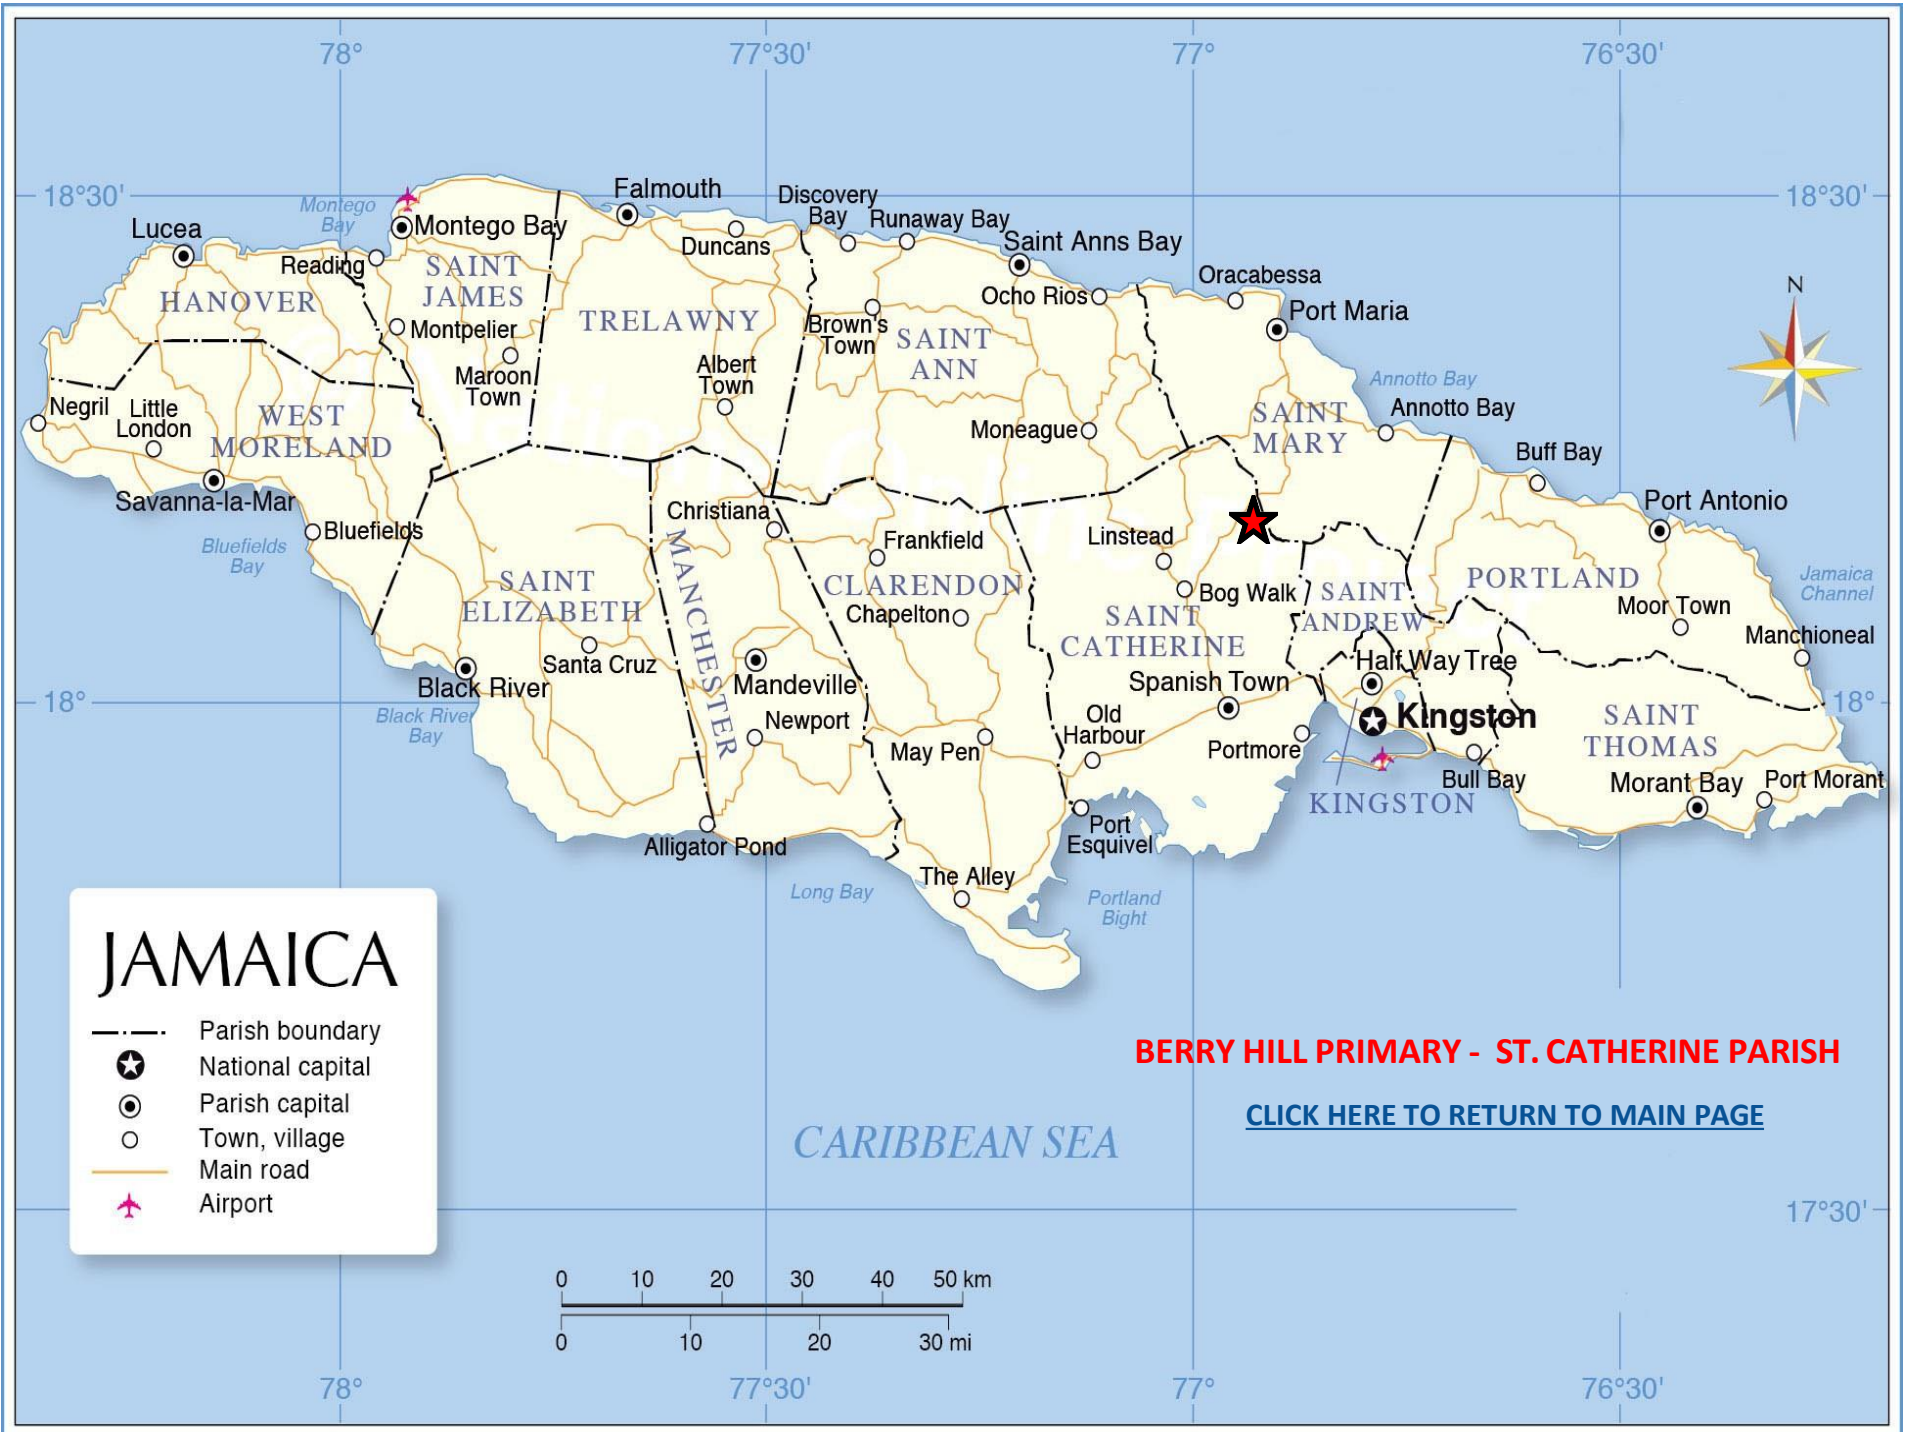 78°
77°30'
77°
76°30'
18°30'
18°30'
Montego
Bay
Lucea
Montego Bay
Reading
SAINT
JAMES
HANOVER
Montpelier
Maroon
Town
Falmouth
Duncans
TRELAWNY
Albert
Town
Discovery
Bay
Runaway Bay
Saint Anns Bay
Ocho Rios
Brown's
Town
SAINT
ANN
Moneague
Oracabessa
Port Maria
Annotto Bay
Annotto Bay
SAINT
MARY
Buff Bay
Port Antonio
N
Negril
Little
London
WEST
MORELAND
Savanna-la-Mar
Bluefields
Bluefields
Bay
Christiana
MANCHESTER
SAINT
ELIZABETH
Santa Cruz
Black River
Black River
Bay
Mandeville
Newport
Alligator Pond
Frankfield
CLARENDON
Chapelton
May Pen
The Alley
Long Bay
Linstead
Bog Walk
SAINT
CATHERINE
Spanish Town
Old
Harbour
Portmore
Port
Esquivel
Portland
Bight
SAINT
ANDREW
Half Way Tree
Kingston
KINGSTON
Bull Bay
PORTLAND
Moor Town
Jamaica
Channel
Manchioneal
SAINT
THOMAS
Morant Bay
Port Morant
18°
18°
JAMAICA
Parish boundary
National capital
Parish capital
Town, village
Main road
Airport
BERRY HILL PRIMARY - ST. CATHERINE PARISH
CLICK HERE TO RETURN TO MAIN PAGE
CARIBBEAN SEA
17°30'
0 10 20 30 40 50 km
0 10 20 30 mi
78°
77°30'
77°
76°30'